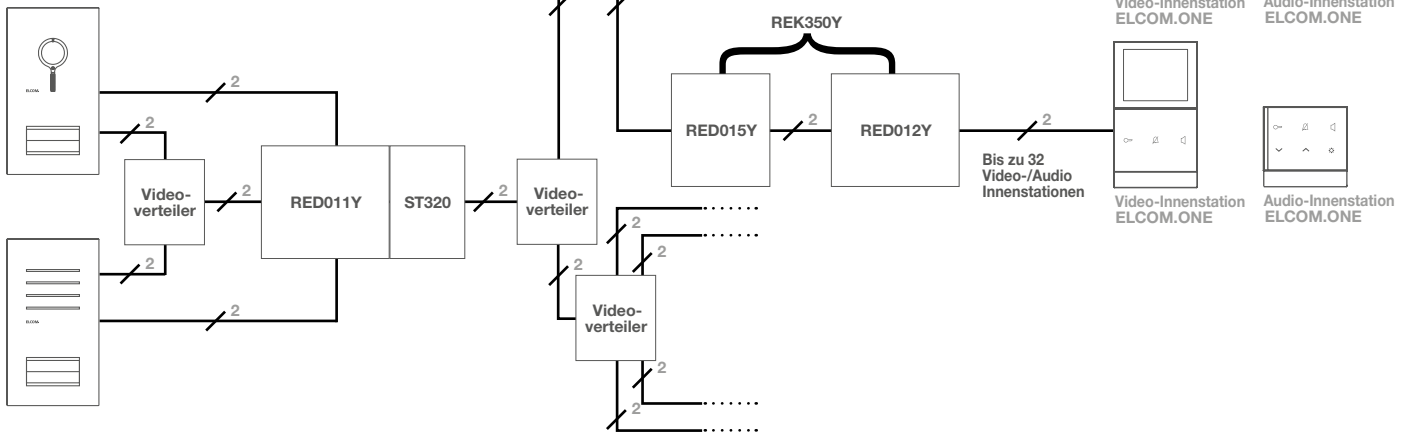 Video-Innenstation
ELCOM.ONE
Audio-Innenstation
ELCOM.ONE
REK350Y
ELCOM
2
2
Video-
verteiler
2
RED011Y
ST320
2
Video-
verteiler
RED015Y
2
RED012Y
2
Bis zu 32
Video-/Audio
Innenstationen
Video-Innenstation
ELCOM.ONE
Audio-Innenstation
ELCOM.ONE
2
2
ELCOM
2
2
2
2
Video-
verteiler
2
2